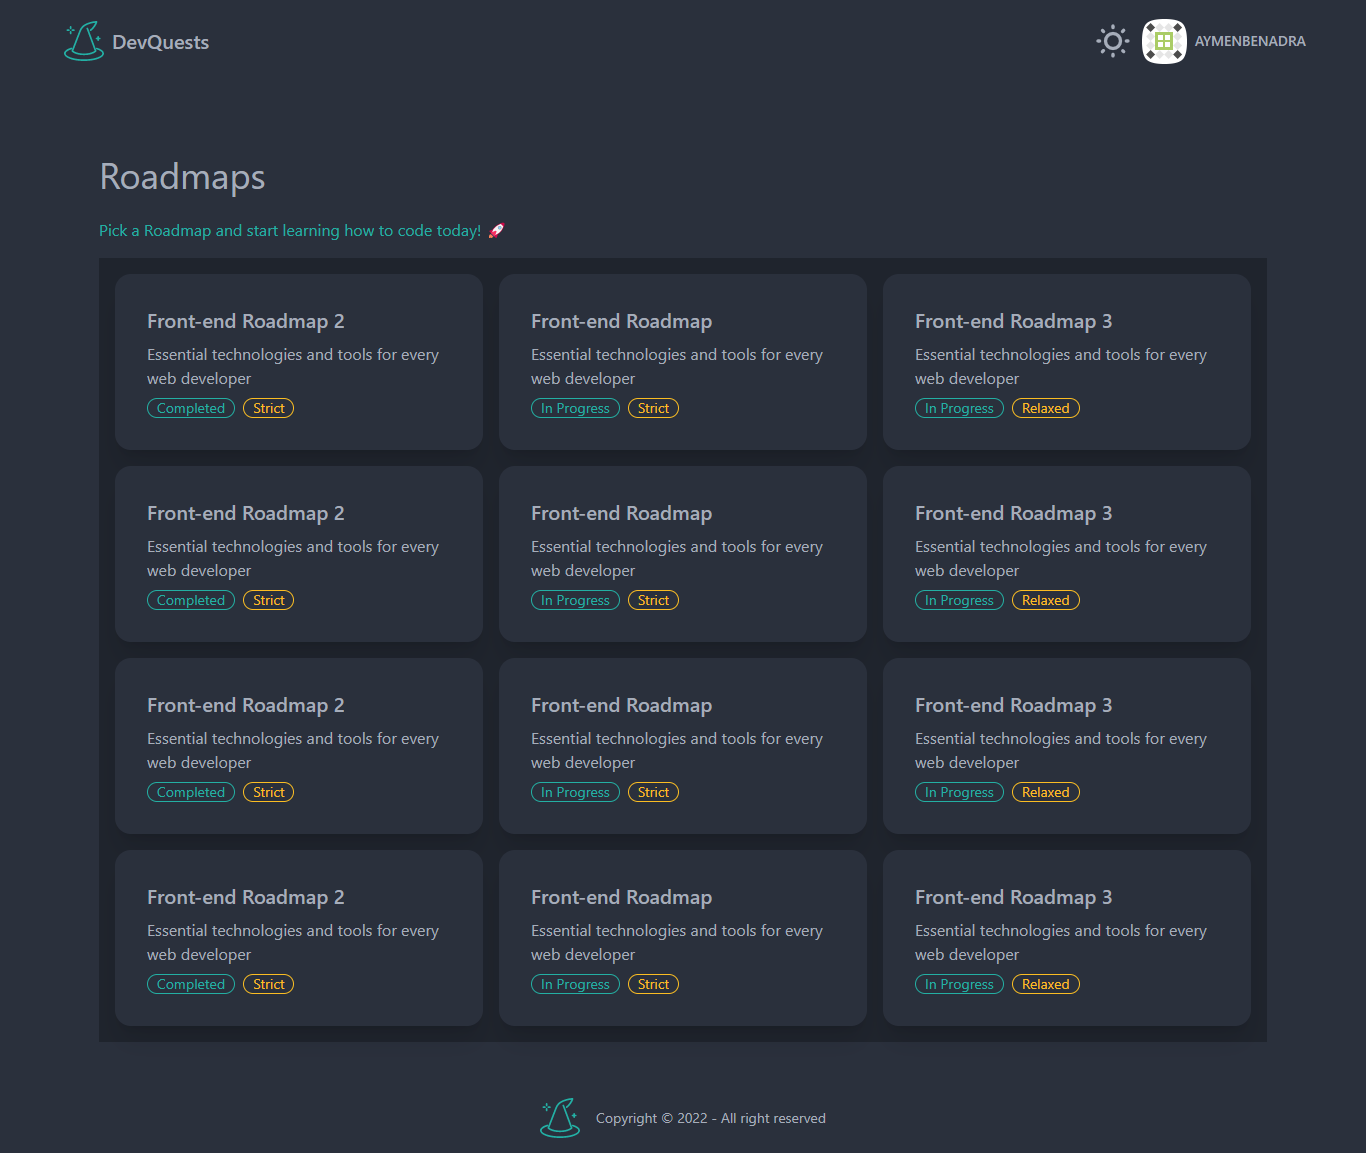 DevQuests
AYMENBENADRA
Roadmaps
Pick a Roadmap and start learning how to code today! 🚀
Front-end Roadmap 2
Essential technologies and tools for every
web developer
Completed Strict
Front-end Roadmap
Essential technologies and tools for every
web developer
In Progress Strict
Front-end Roadmap 3
Essential technologies and tools for every
web developer
In Progress Relaxed
Front-end Roadmap 2
Essential technologies and tools for every
web developer
Completed Strict
Front-end Roadmap
Essential technologies and tools for every
web developer
In Progress Strict
Front-end Roadmap 3
Essential technologies and tools for every
web developer
In Progress Relaxed
Front-end Roadmap 2
Essential technologies and tools for every
web developer
Completed Strict
Front-end Roadmap
Essential technologies and tools for every
web developer
In Progress Strict
Front-end Roadmap 3
Essential technologies and tools for every
web developer
In Progress Relaxed
Front-end Roadmap 2
Essential technologies and tools for every
web developer
Completed Strict
Front-end Roadmap
Essential technologies and tools for every
web developer
In Progress Strict
Front-end Roadmap 3
Essential technologies and tools for every
web developer
In Progress Relaxed
Copyright © 2022 - All right reserved